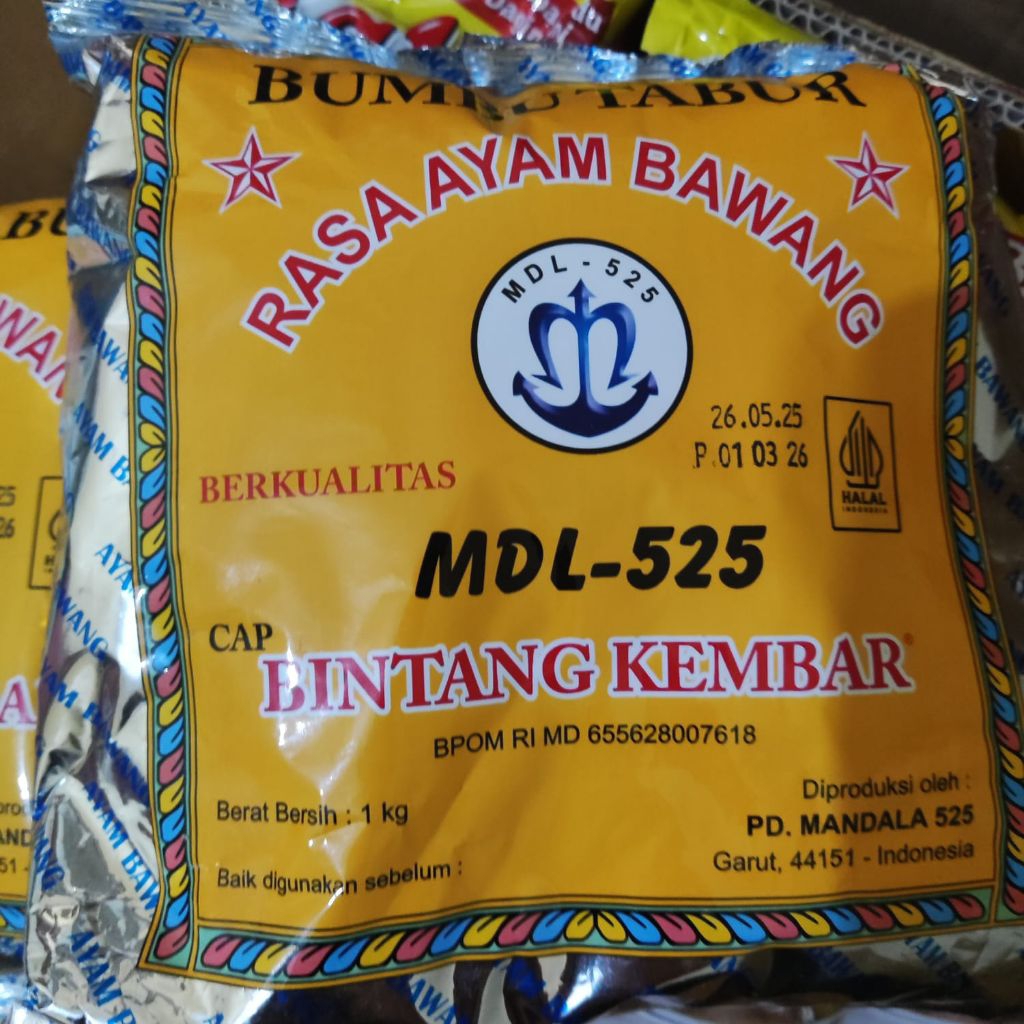 BUMBU TABUR
RASA AYAM BAWANG
MDL - 525
26.05.25
P.01 03 26
HALAL
INDONESIA
BERKUALITAS
MDL-525
CAP
BINTANG KEMBAR®
BPOM RI MD 655628007618
Berat Bersih : 1 kg
Baik digunakan sebelum :
Diproduksi oleh :
PD. MANDALA 525
Garut, 44151 - Indonesia